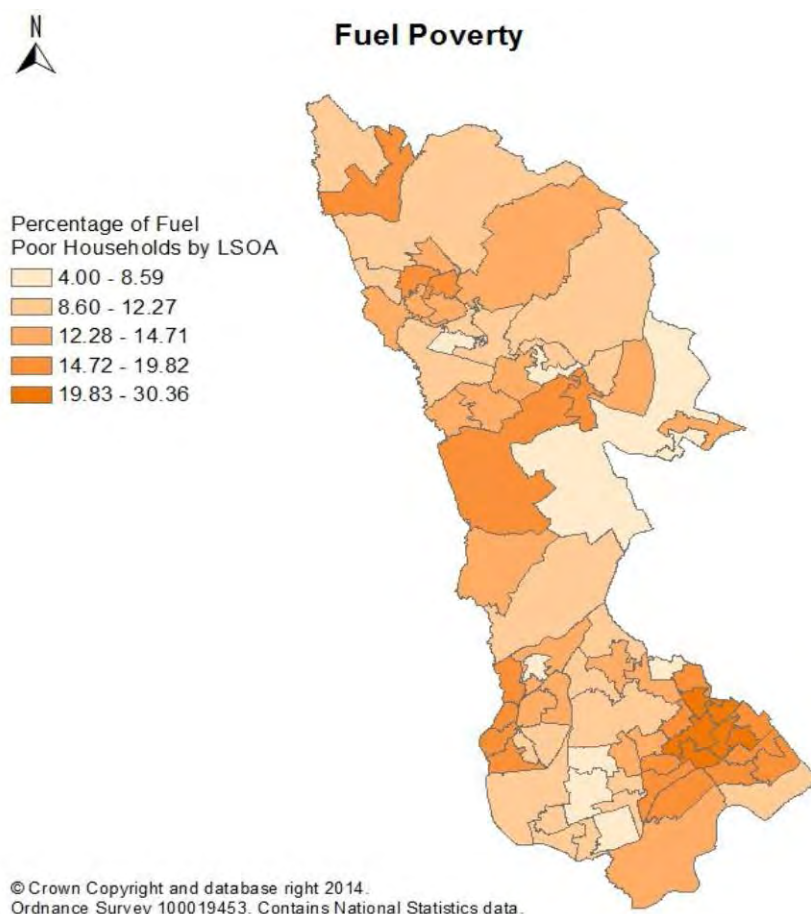 N
Fuel Poverty
Percentage of Fuel
Poor Households by LSOA
4.00 - 8.59
8.60 - 12.27
12.28 - 14.71
14.72 - 19.82
19.83 - 30.36
© Crown Copyright and database right 2014.
Ordnance Survey 100019453. Contains National Statistics data.